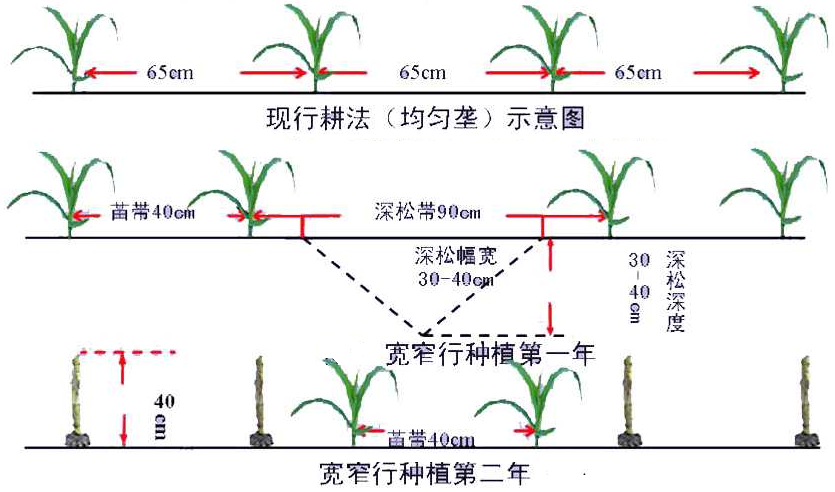 65cm 65cm 65cm
现行耕法（均匀垄）示意图
苗带40cm 深松带90cm
深松幅宽
30-40cm
30-40cm
深松深度
宽窄行种植第一年
40cm
苗带40cm
宽窄行种植第二年